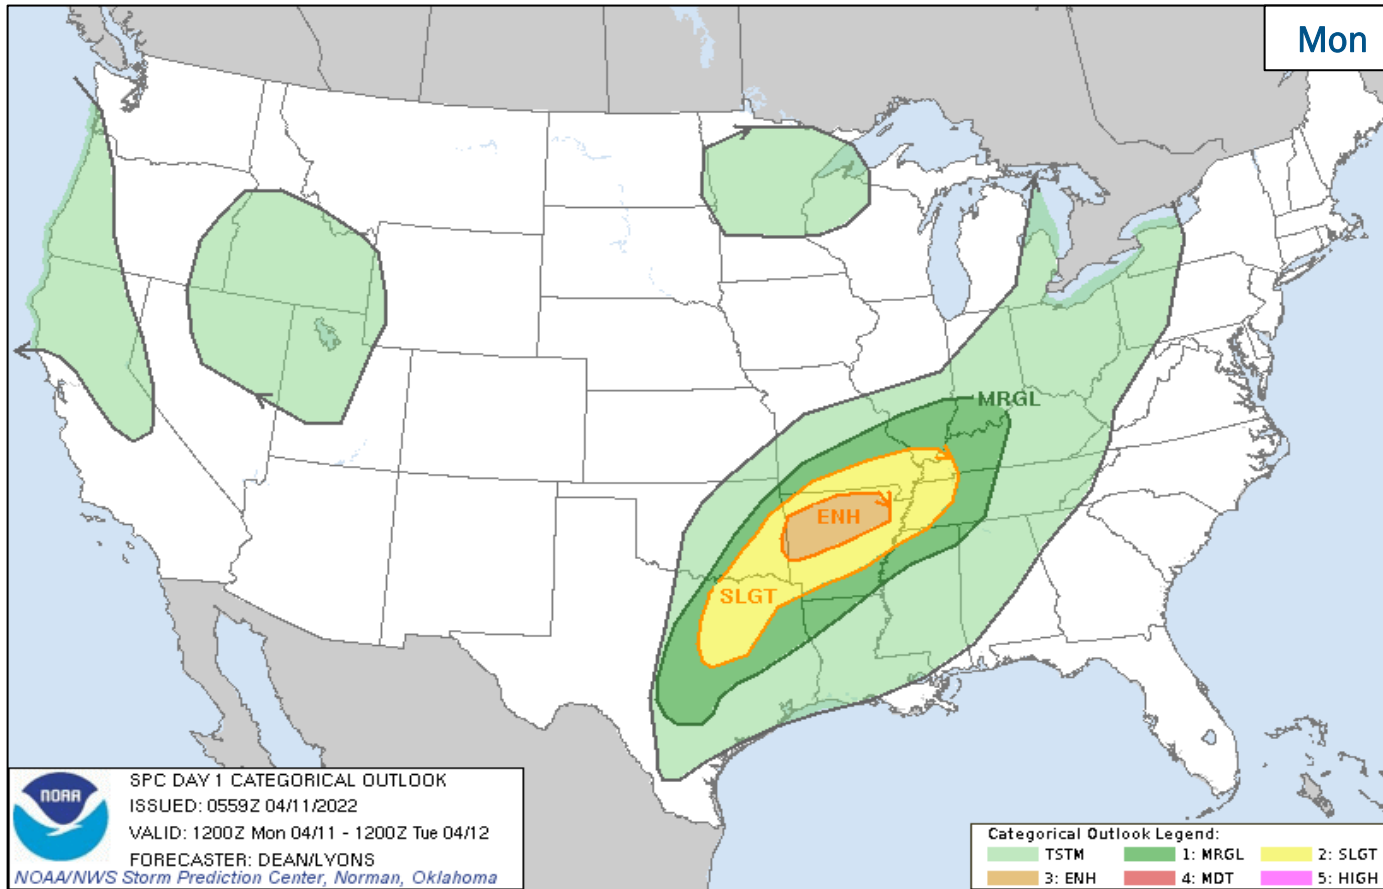 Mon
MRGL
ENH
SLGT
NOAA
SPC DAY 1 CATEGORICAL OUTLOOK
ISSUED: 0559Z 04/11/2022
VALID: 1200Z Mon 04/11 - 1200Z Tue 04/12
FORECASTER: DEAN/LYONS
NOAA/NWS Storm Prediction Center, Norman, Oklahoma
Categorical Outlook Legend:
TSTM 1: MRGL 2: SLGT
3: ENH 4: MDT 5: HIGH